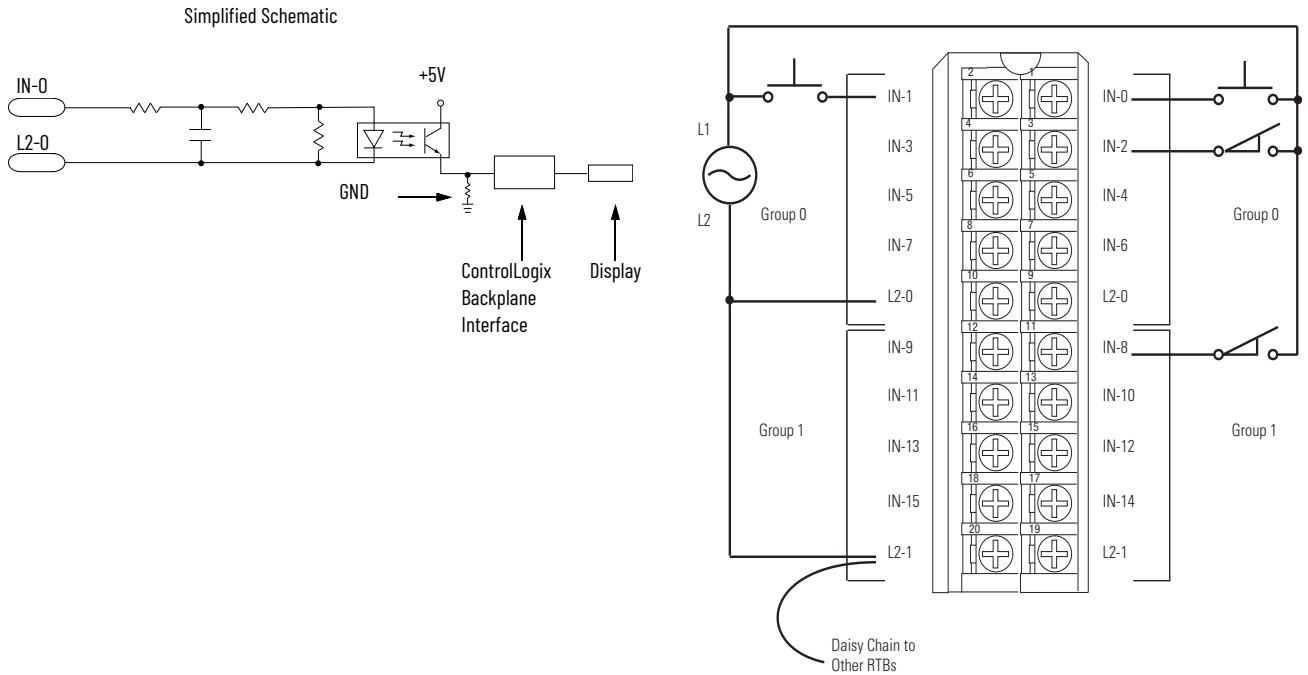 Simplified Schematic
IN-0
L2-0
+5V
GND
ControlLogix
Backplane
Interface
Display
L1
L2
Group 0
Group 1
IN-1
IN-3
IN-5
IN-7
L2-0
IN-9
IN-11
IN-13
IN-15
L2-1
2 1
4 3
6 5
8 7
10 9
12 11
14 13
16 15
18 17
20 19
IN-0
IN-2
IN-4
IN-6
L2-0
IN-8
IN-10
IN-12
IN-14
L2-1
Group 0
Group 1
Daisy Chain to
Other RTBs